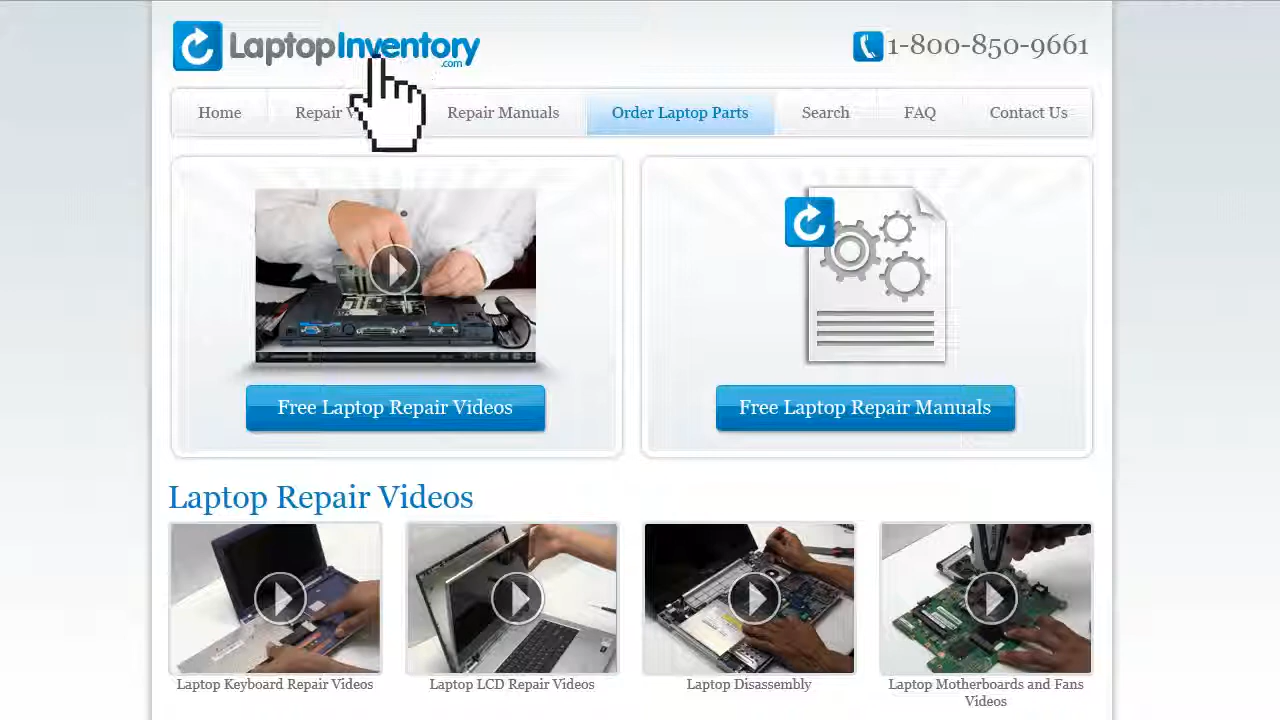 LaptopInventory
.com
1-800-850-9661
Home
Repair V
Repair Manuals
Order Laptop Parts
Search
FAQ
Contact Us
Free Laptop Repair Videos
Free Laptop Repair Manuals
Laptop Repair Videos
Laptop Keyboard Repair Videos
Laptop LCD Repair Videos
Laptop Disassembly
Laptop Motherboards and Fans
Videos